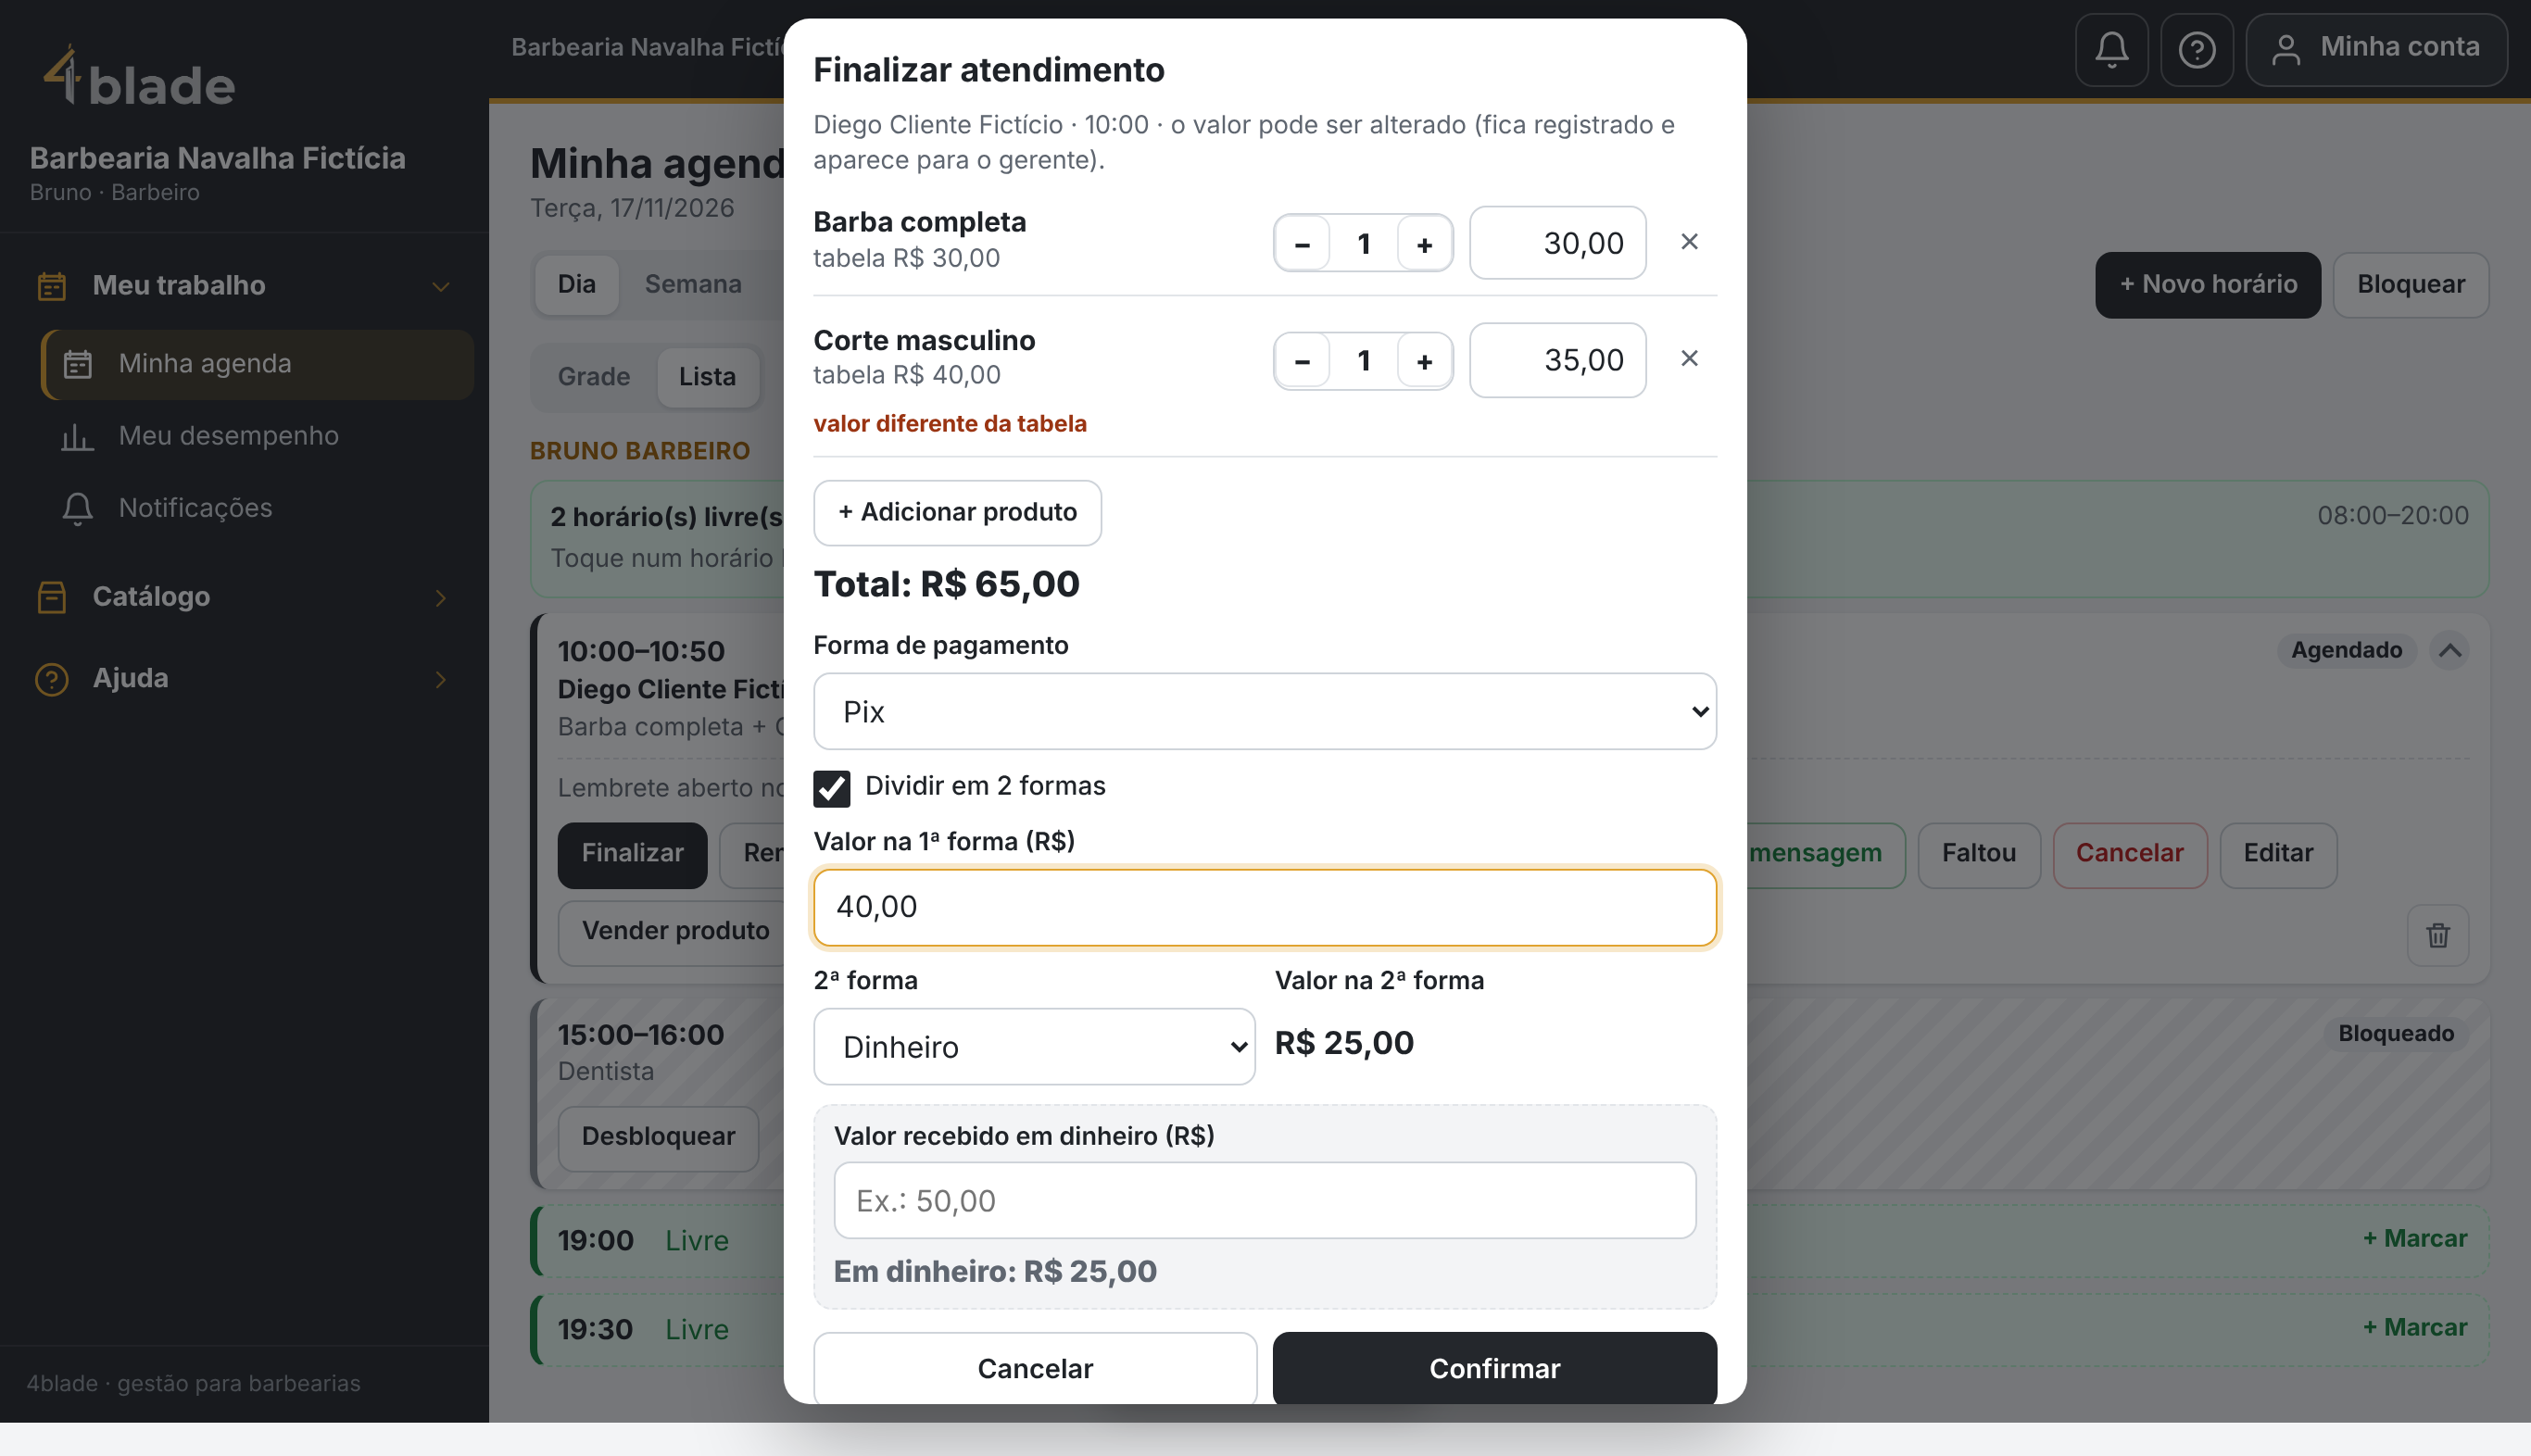 4blade
Barbearia Navalha Fictícia
Bruno · Barbeiro
Meu trabalho
Minha agenda
Meu desempenho
Notificações
Catálogo
Ajuda
4blade · gestão para barbearias
Barbearia Navalha
Minha conta
Minha
Terça, 17/11/2026
Dia
Semana
+ Novo horário
Bloquear
Grade
Lista
BRUNO BARBEIRO
2 horário(s)
08:00–20:00
Toque num horário
10:00–10:50
Agendado
Diego Cliente
Barba completa +
Lembrete aberto
Finalizar
mensagem
Faltou
Cancelar
Editar
Vender produto
15:00–16:00
Bloqueado
Dentista
Desbloquear
19:00
Livre
+ Marcar
19:30
Livre
+ Marcar
Finalizar atendimento
Diego Cliente Fictício · 10:00 · o valor pode ser alterado (fica registrado e
aparece para o gerente).
Barba completa
tabela R$ 30,00
– 1 +
30,00
×
Corte masculino
tabela R$ 40,00
– 1 +
35,00
×
valor diferente da tabela
+ Adicionar produto
Total: R$ 65,00
Forma de pagamento
Pix
Dividir em 2 formas
Valor na 1ª forma (R$)
40,00
2ª forma
Valor na 2ª forma
Dinheiro
R$ 25,00
Valor recebido em dinheiro (R$)
Ex.: 50,00
Em dinheiro: R$ 25,00
Cancelar
Confirmar